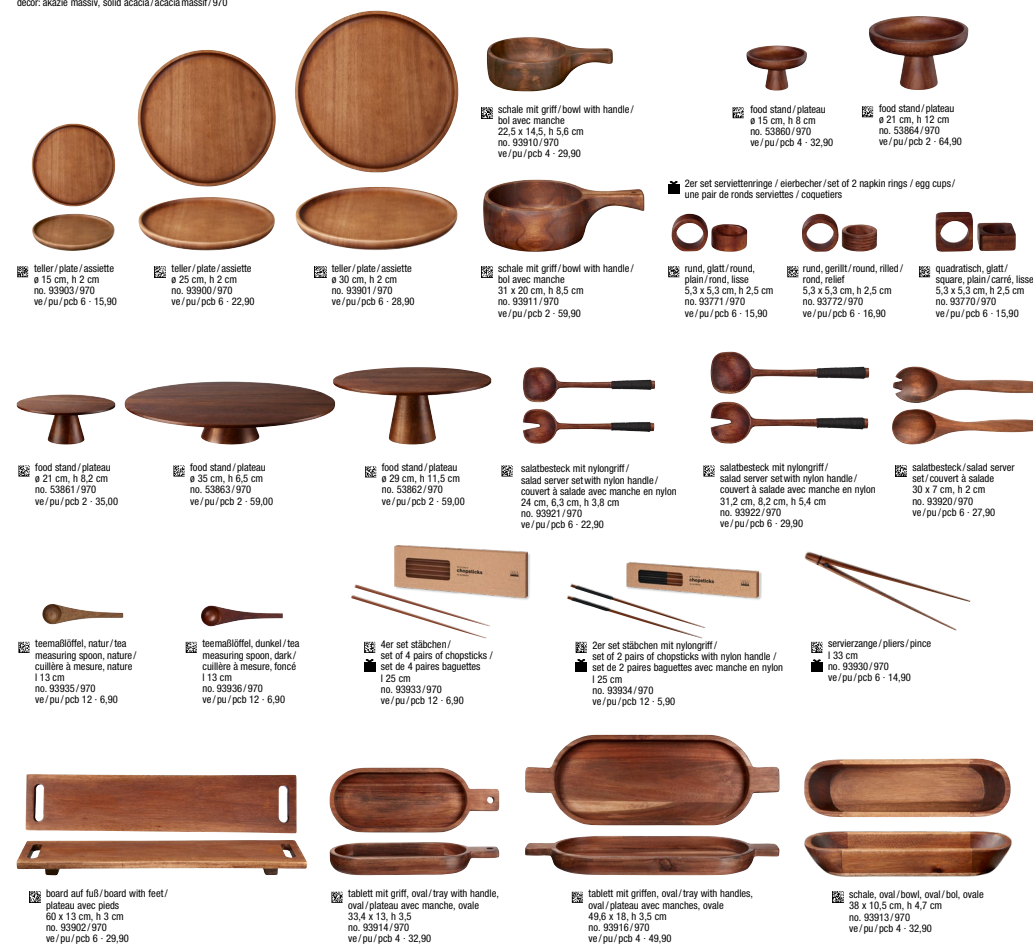 decor: akazie massiv, solid acacia/acacia massif/970
schale mit griff/bowl with handle/
bol avec manche
22,5 x 14,5, h 5,6 cm
no. 93910/970
ve/pu/pcb 4 · 29,90
food stand/plateau
ø 15 cm, h 8 cm
no. 53860/970
ve/pu/pcb 4 · 32,90
food stand/plateau
ø 21 cm, h 12 cm
no. 53864/970
ve/pu/pcb 2 · 64,90
2er set serviettenringe / eierbecher/set of 2 napkin rings / egg cups/
une pair de ronds serviettes / coquetiers
teller/plate/assiette
ø 15 cm, h 2 cm
no. 93903/970
ve/pu/pcb 6 · 15,90
teller/plate/assiette
ø 25 cm, h 2 cm
no. 93900/970
ve/pu/pcb 6 · 22,90
teller/plate/assiette
ø 30 cm, h 2 cm
no. 93901/970
ve/pu/pcb 6 · 28,90
schale mit griff/bowl with handle/
bol avec manche
31 x 20 cm, h 8,5 cm
no. 93911/970
ve/pu/pcb 2 · 59,90
rund, glatt/round,
plain/rond, lisse
5,3 x 5,3 cm, h 2,5 cm
no. 93771/970
ve/pu/pcb 6 · 15,90
rund, gerillt/round, rilled/
rond, relief
5,3 x 5,3 cm, h 2,5 cm
no. 93772/970
ve/pu/pcb 6 · 16,90
quadratisch, glatt/
square, plain/carré, lisse
5,3 x 5,3 cm, h 2,5 cm
no. 93770/970
ve/pu/pcb 6 · 15,90
food stand/plateau
ø 21 cm, h 8,2 cm
no. 53861/970
ve/pu/pcb 2 · 35,00
food stand/plateau
ø 35 cm, h 6,5 cm
no. 53863/970
ve/pu/pcb 2 · 59,00
food stand/plateau
ø 29 cm, h 11,5 cm
no. 53862/970
ve/pu/pcb 2 · 59,00
salatbesteck mit nylongriff/
salad server set with nylon handle/
couvert à salade avec manche en nylon
24 cm, 6,3 cm, h 3,8 cm
no. 93921/970
ve/pu/pcb 6 · 22,90
salatbesteck mit nylongriff/
salad server set with nylon handle/
couvert à salade avec manche en nylon
31,2 cm, 8,2 cm, h 5,4 cm
no. 93922/970
ve/pu/pcb 6 · 29,90
salatbesteck/salad server
set/couvert à salade
30 x 7 cm, h 2 cm
no. 93920/970
ve/pu/pcb 6 · 27,90
chopsticks
chopsticks
teemaßlöffel, natur/tea
measuring spoon, nature/
cuillère à mesure, nature
l 13 cm
no. 93935/970
ve/pu/pcb 12 · 6,90
teemaßlöffel, dunkel/tea
measuring spoon, dark/
cuillère à mesure, foncé
l 13 cm
no. 93936/970
ve/pu/pcb 12 · 6,90
4er set stäbchen/
set of 4 pairs of chopsticks/
set de 4 paires baguettes
l 25 cm
no. 93933/970
ve/pu/pcb 12 · 6,90
2er set stäbchen mit nylongriff/
set of 2 pairs of chopsticks with nylon handle/
set de 2 paires baguettes avec manche en nylon
l 25 cm
no. 93934/970
ve/pu/pcb 12 · 5,90
servierzange/pliers/pince
l 33 cm
no. 93930/970
ve/pu/pcb 6 · 14,90
board auf fuß/board with feet/
plateau avec pieds
60 x 13 cm, h 3 cm
no. 93902/970
ve/pu/pcb 6 · 29,90
tablett mit griff, oval/tray with handle,
oval/plateau avec manche, ovale
33,4 x 13, h 3,5
no. 93914/970
ve/pu/pcb 4 · 32,90
tablett mit griffen, oval/tray with handles,
oval/plateau avec manches, ovale
49,6 x 18, h 3,5 cm
no. 93916/970
ve/pu/pcb 4 · 49,90
schale, oval/bowl, oval/bol, ovale
38 x 10,5 cm, h 4,7 cm
no. 93913/970
ve/pu/pcb 4 · 32,90